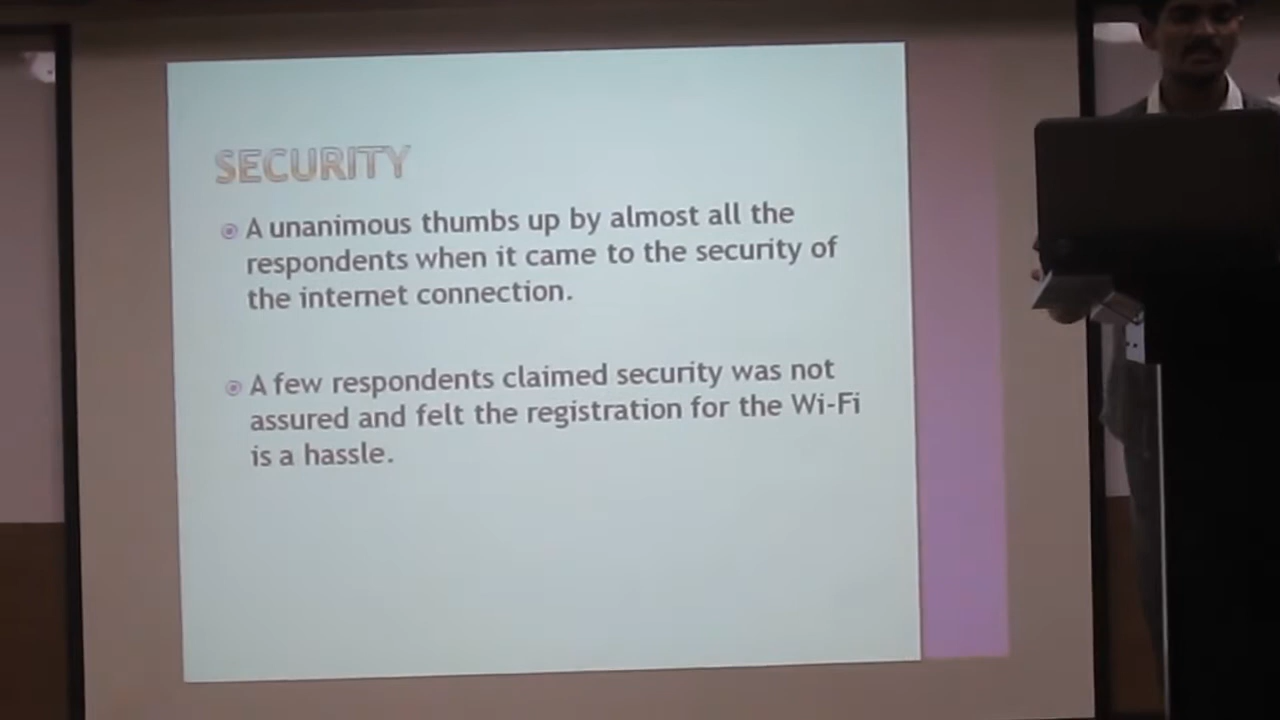 SECURITY
A unanimous thumbs up by almost all the
respondents when it came to the security of
the internet connection.
A few respondents claimed security was not
assured and felt the registration for the Wi-Fi
is a hassle.